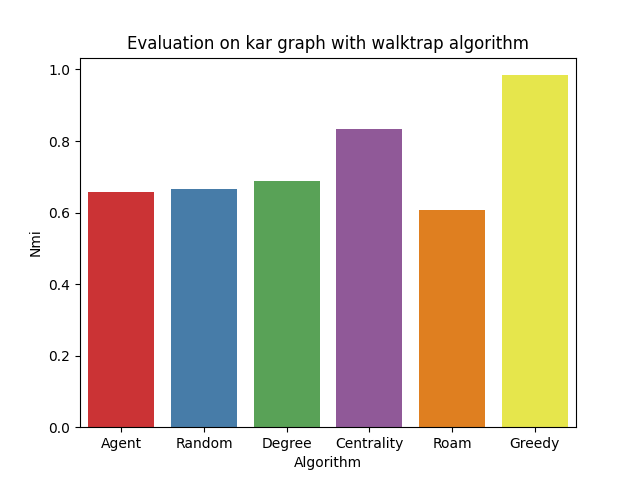 Evaluation on kar graph with walktrap algorithm
1.0
0.8
0.6
0.4
0.2
0.0
Nmi
Agent Random Degree Centrality Roam Greedy
Algorithm